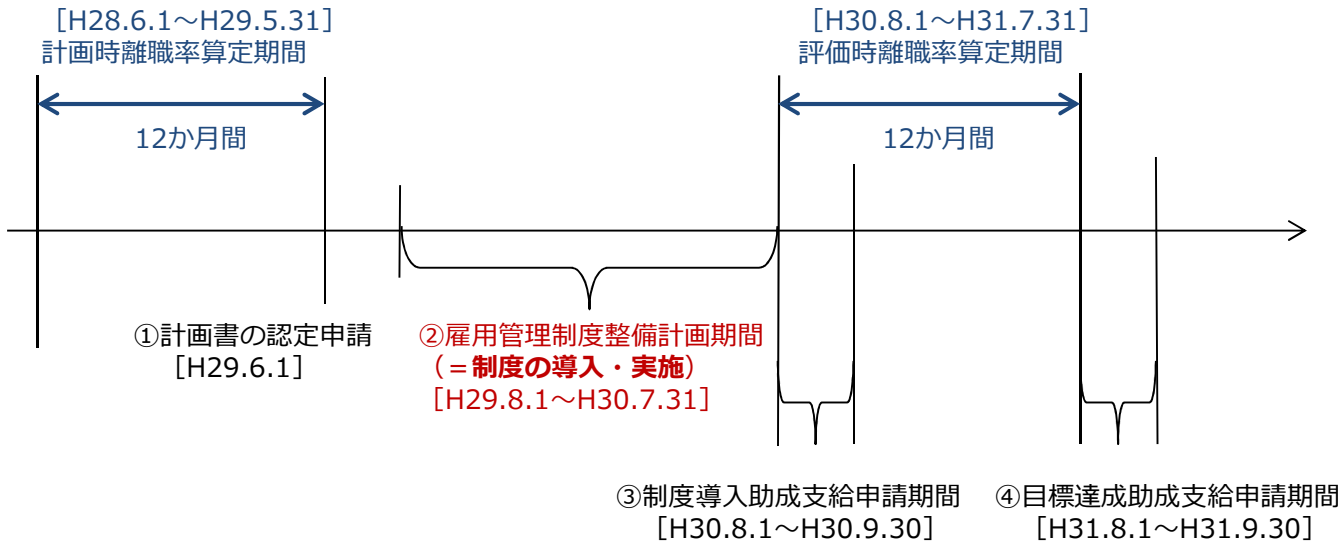 ［H28.6.1～H29.5.31］
計画時離職率算定期間
12か月間
［H30.8.1～H31.7.31］
評価時離職率算定期間
12か月間
①計画書の認定申請
［H29.6.1］
②雇用管理制度整備計画期間
（＝制度の導入・実施）
［H29.8.1～H30.7.31］
③制度導入助成支給申請期間
［H30.8.1～H30.9.30］
④目標達成助成支給申請期間
［H31.8.1～H31.9.30］